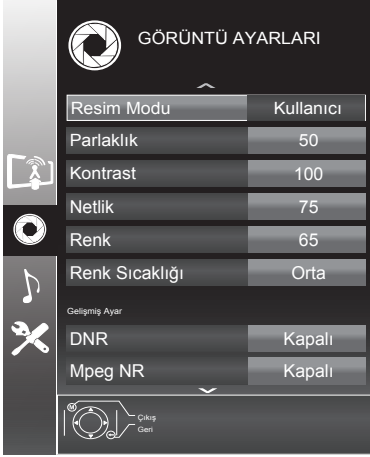 GÖRÜNTÜ AYARLARI
Resim Modu Kullanıcı
Parlaklık 50
Kontrast 100
Netlik 75
Renk 65
Renk Sıcaklığı Orta
Gelişmiş Ayar
DNR Kapalı
Mpeg NR Kapalı
M
Çıkış
Geri